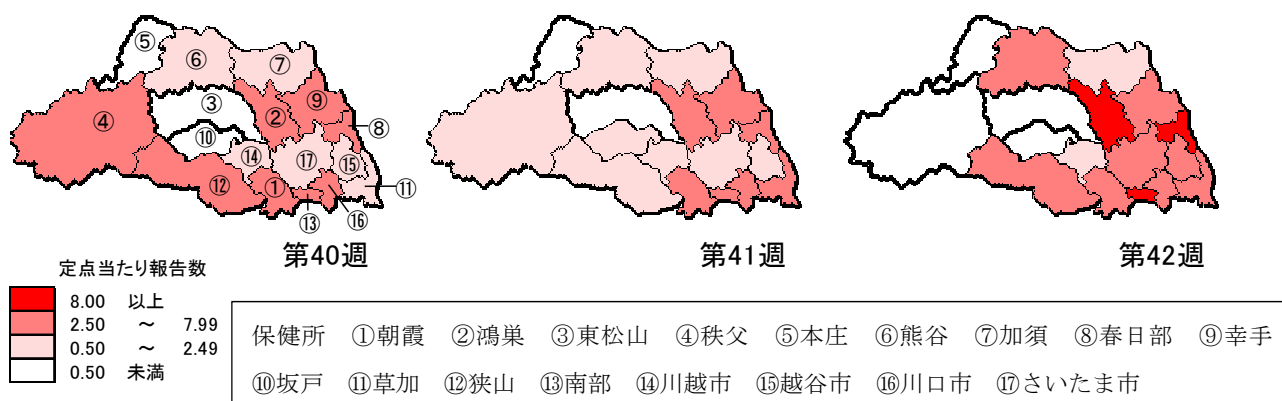 ⑤
⑥
⑦
③
②
⑨
④
⑧
⑩
⑭
⑰
⑮
⑫
①
⑪
⑬
⑯
第40週
第41週
第42週
定点当たり報告数
8.00 以上
2.50 ~ 7.99
0.50 ~ 2.49
0.50 未満
保健所 ①朝霞 ②鴻巣 ③東松山 ④秩父 ⑤本庄 ⑥熊谷 ⑦加須 ⑧春日部 ⑨幸手
⑩坂戸 ⑪草加 ⑫狭山 ⑬南部 ⑭川越市 ⑮越谷市 ⑯川口市 ⑰さいたま市